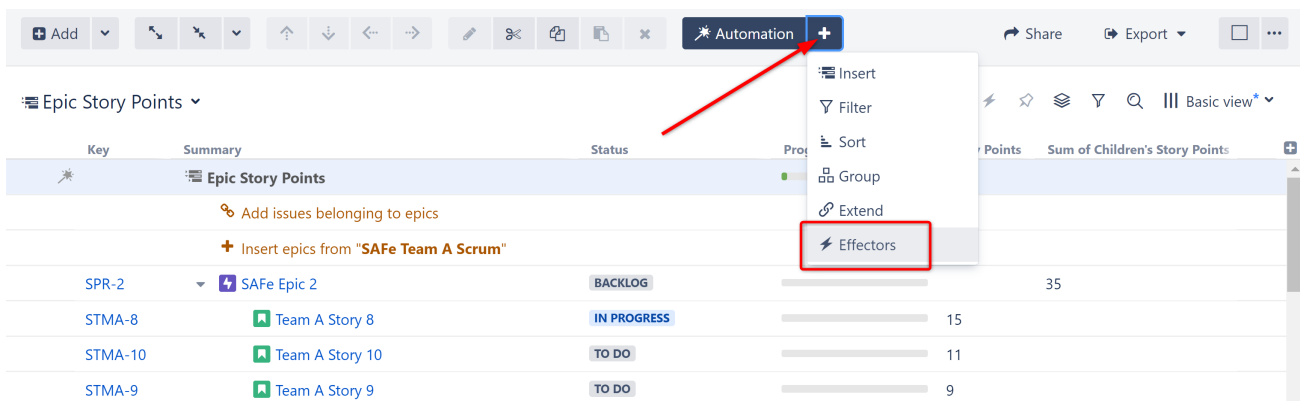 Add
Automation
Share
Export
Insert
Epic Story Points
Filter
Basic view*
Sort
Key Summary Status Points Sum of Children's Story Points
Group
Epic Story Points
Extend
Add issues belonging to epics
Effectors
Insert epics from "SAFe Team A Scrum"
SPR-2 SAFe Epic 2 BACKLOG 35
STMA-8 Team A Story 8 IN PROGRESS 15
STMA-10 Team A Story 10 TO DO 11
STMA-9 Team A Story 9 TO DO 9